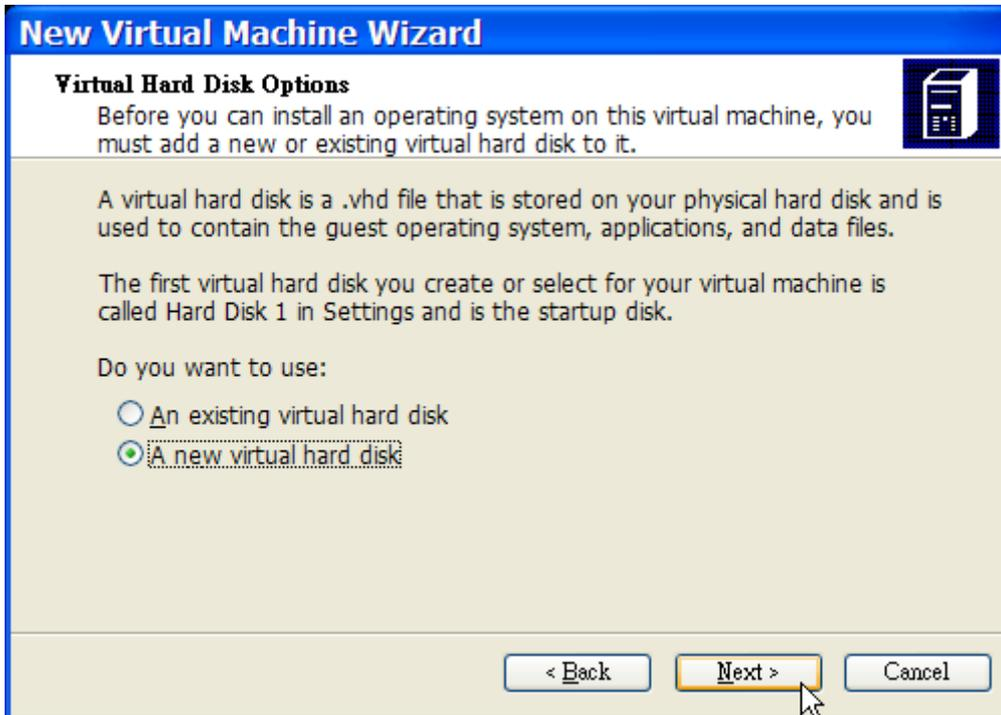 New Virtual Machine Wizard
Virtual Hard Disk Options
Before you can install an operating system on this virtual machine, you
must add a new or existing virtual hard disk to it.
A virtual hard disk is a .vhd file that is stored on your physical hard disk and is
used to contain the guest operating system, applications, and data files.
The first virtual hard disk you create or select for your virtual machine is
called Hard Disk 1 in Settings and is the startup disk.
Do you want to use:
An existing virtual hard disk
A new virtual hard disk
< Back Next > Cancel